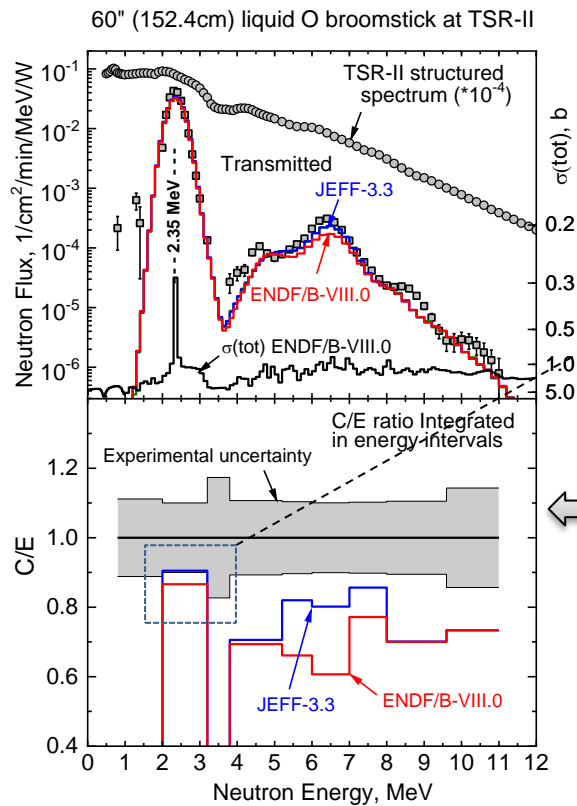 60" (152.4cm) liquid O broomstick at TSR-II
Neutron Flux, 1/cm²/min/MeV/W
10⁻¹
10⁻²
10⁻³
10⁻⁴
10⁻⁵
10⁻⁶
TSR-II structured
spectrum (*10⁻⁴)
Transmitted
2.35 MeV
JEFF-3.3
ENDF/B-VIII.0
σ(tot) ENDF/B-VIII.0
σ(tot), b
0.2
0.3
0.5
1.0
5.0
C/E ratio Integrated
in energy intervals
Experimental uncertainty
C/E
1.2
1.0
0.8
0.6
0.4
JEFF-3.3
ENDF/B-VIII.0
0 1 2 3 4 5 6 7 8 9 10 11 12
Neutron Energy, MeV